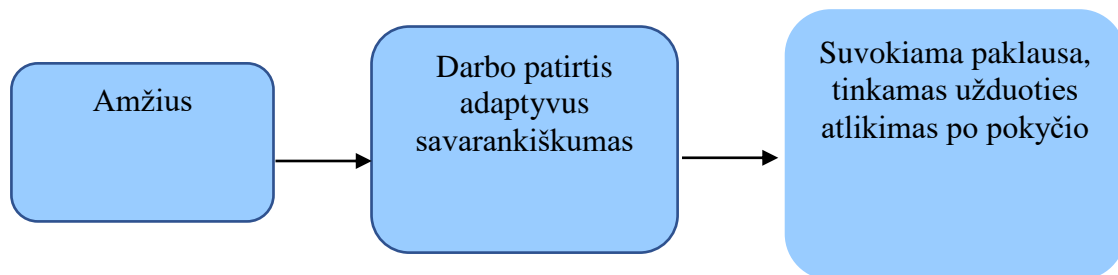 Amžius
Darbo patirtis
adaptyvus
savarankiškumas
Suvokiama paklausa,
tinkamas užduoties
atlikimas po pokyčio